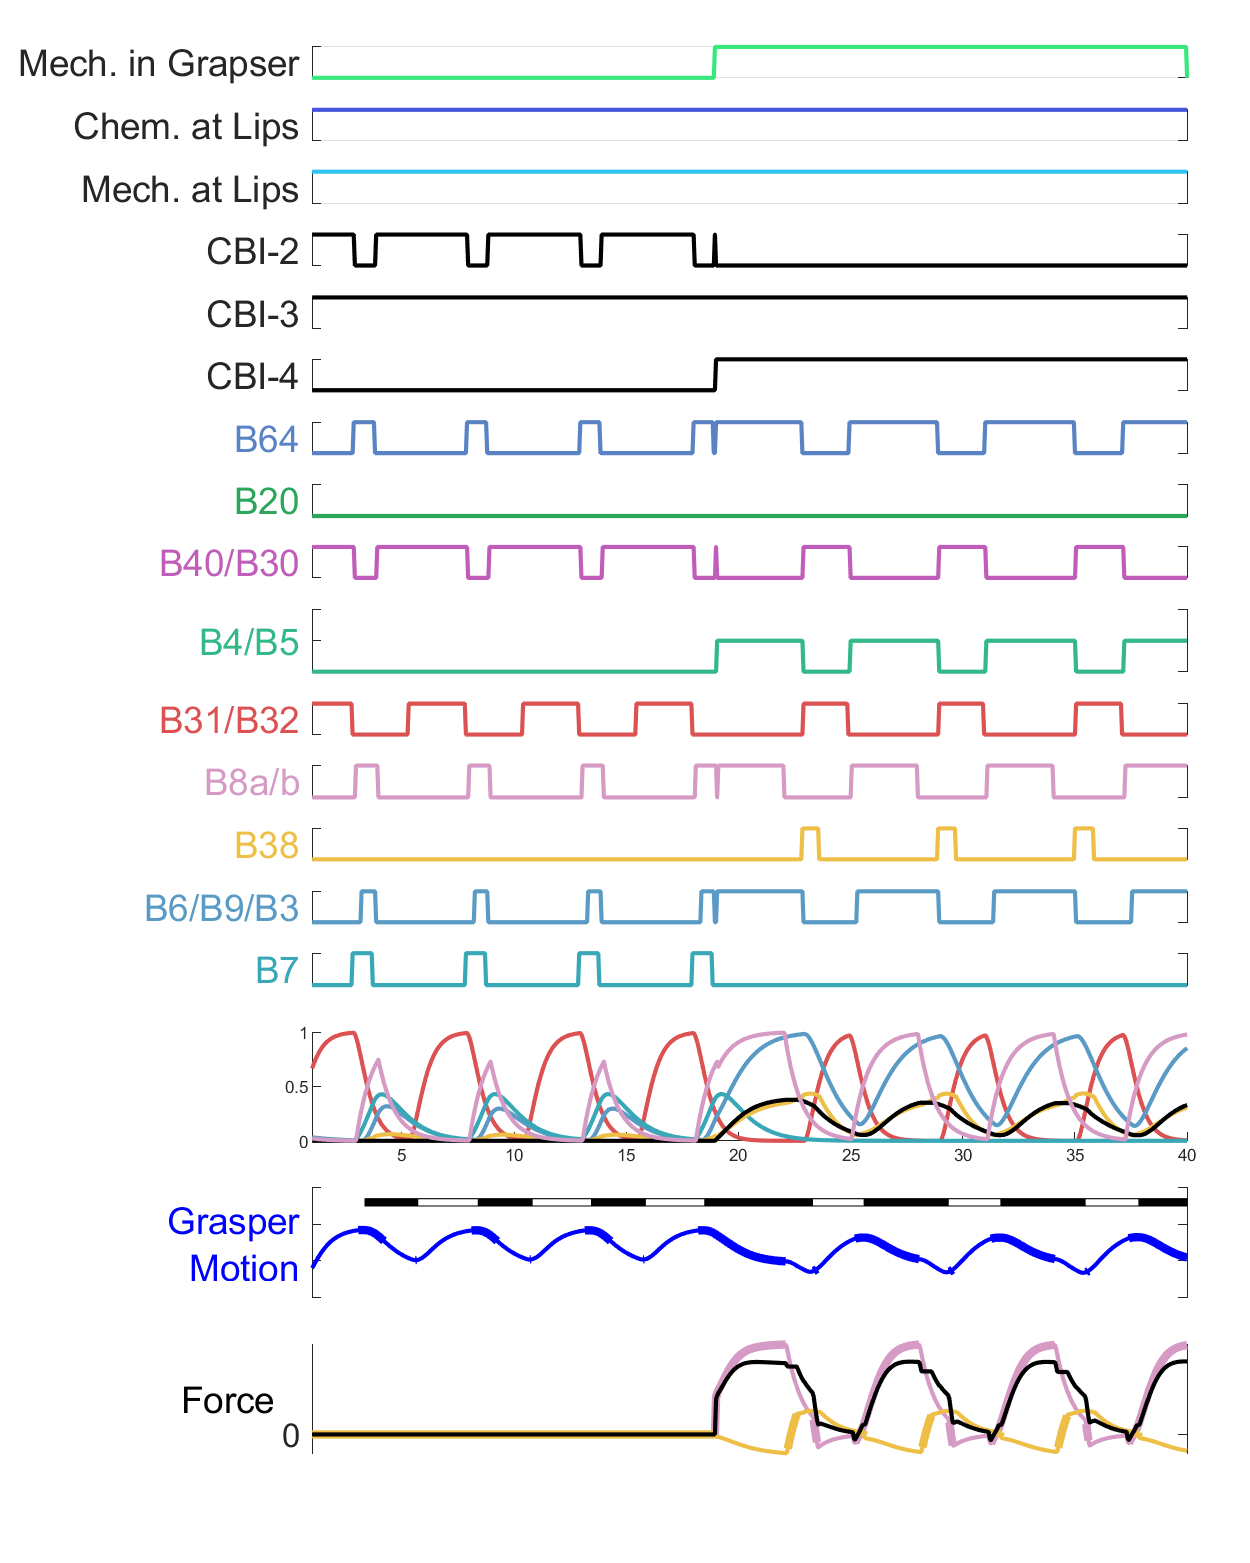 Mech. in Grapser
Chem. at Lips
Mech. at Lips
CBI-2
CBI-3
CBI-4
B64
B20
B40/B30
B4/B5
B31/B32
B8a/b
B38
B6/B9/B3
B7
1
0.5
0
5 10 15 20 25 30 35 40
Grasper
Motion
Force
0